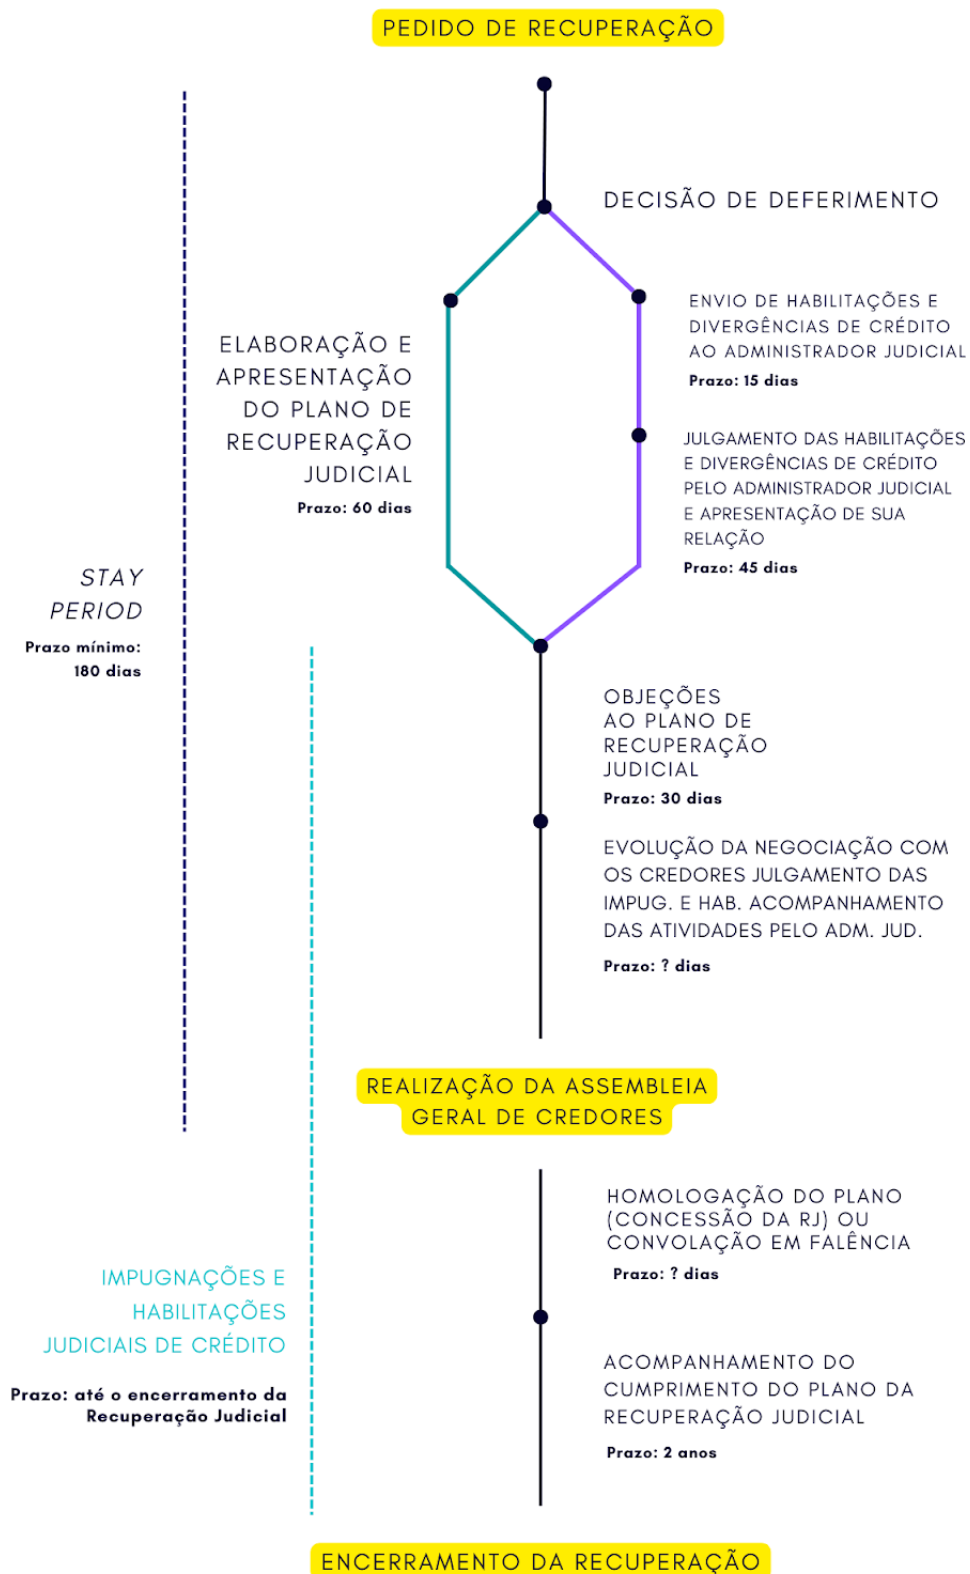 PEDIDO DE RECUPERAÇÃO
DECISÃO DE DEFERIMENTO
ENVIO DE HABILITAÇÕES E
DIVERGÊNCIAS DE CRÉDITO
AO ADMINISTRADOR JUDICIAL
Prazo: 15 dias
ELABORAÇÃO E
APRESENTAÇÃO
DO PLANO DE
RECUPERAÇÃO
JUDICIAL
Prazo: 60 dias
JULGAMENTO DAS HABILITAÇÕES
E DIVERGÊNCIAS DE CRÉDITO
PELO ADMINISTRADOR JUDICIAL
E APRESENTAÇÃO DE SUA
RELAÇÃO
Prazo: 45 dias
STAY
PERIOD
Prazo mínimo:
180 dias
OBJEÇÕES
AO PLANO DE
RECUPERAÇÃO
JUDICIAL
Prazo: 30 dias
EVOLUÇÃO DA NEGOCIAÇÃO COM
OS CREDORES JULGAMENTO DAS
IMPUG. E HAB. ACOMPANHAMENTO
DAS ATIVIDADES PELO ADM. JUD.
Prazo: ? dias
REALIZAÇÃO DA ASSEMBLEIA
GERAL DE CREDORES
HOMOLOGAÇÃO DO PLANO
(CONCESSÃO DA RJ) OU
CONVOLAÇÃO EM FALÊNCIA
Prazo: ? dias
IMPUGNAÇÕES E
HABILITAÇÕES
JUDICIAIS DE CRÉDITO
Prazo: até o encerramento da
Recuperação Judicial
ACOMPANHAMENTO DO
CUMPRIMENTO DO PLANO DA
RECUPERAÇÃO JUDICIAL
Prazo: 2 anos
ENCERRAMENTO DA RECUPERAÇÃO